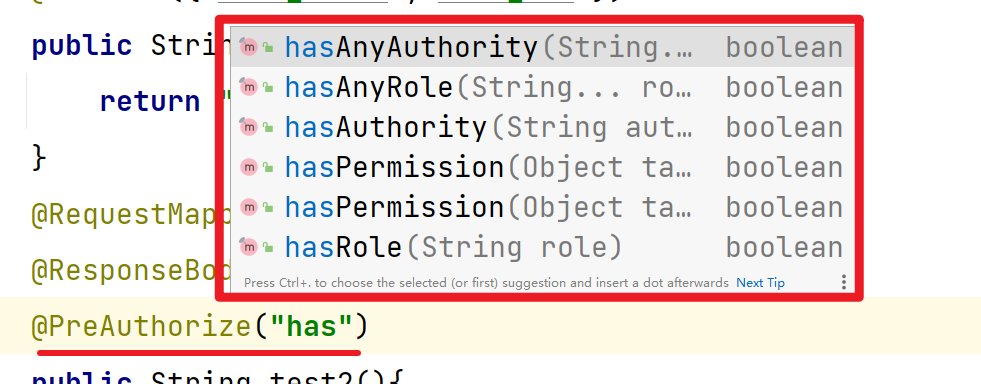 public Strin
hasAnyAuthority(String.… boolean
return "
hasAnyRole(String... ro… boolean
hasAuthority(String aut… boolean
}
hasPermission(Object ta… boolean
@RequestMapp
hasPermission(Object ta… boolean
hasRole(String role) boolean
@ResponseBod
Press Ctrl+. to choose the selected (or first) suggestion and insert a dot afterwards Next Tip
@PreAuthorize("has")
public String test2(){